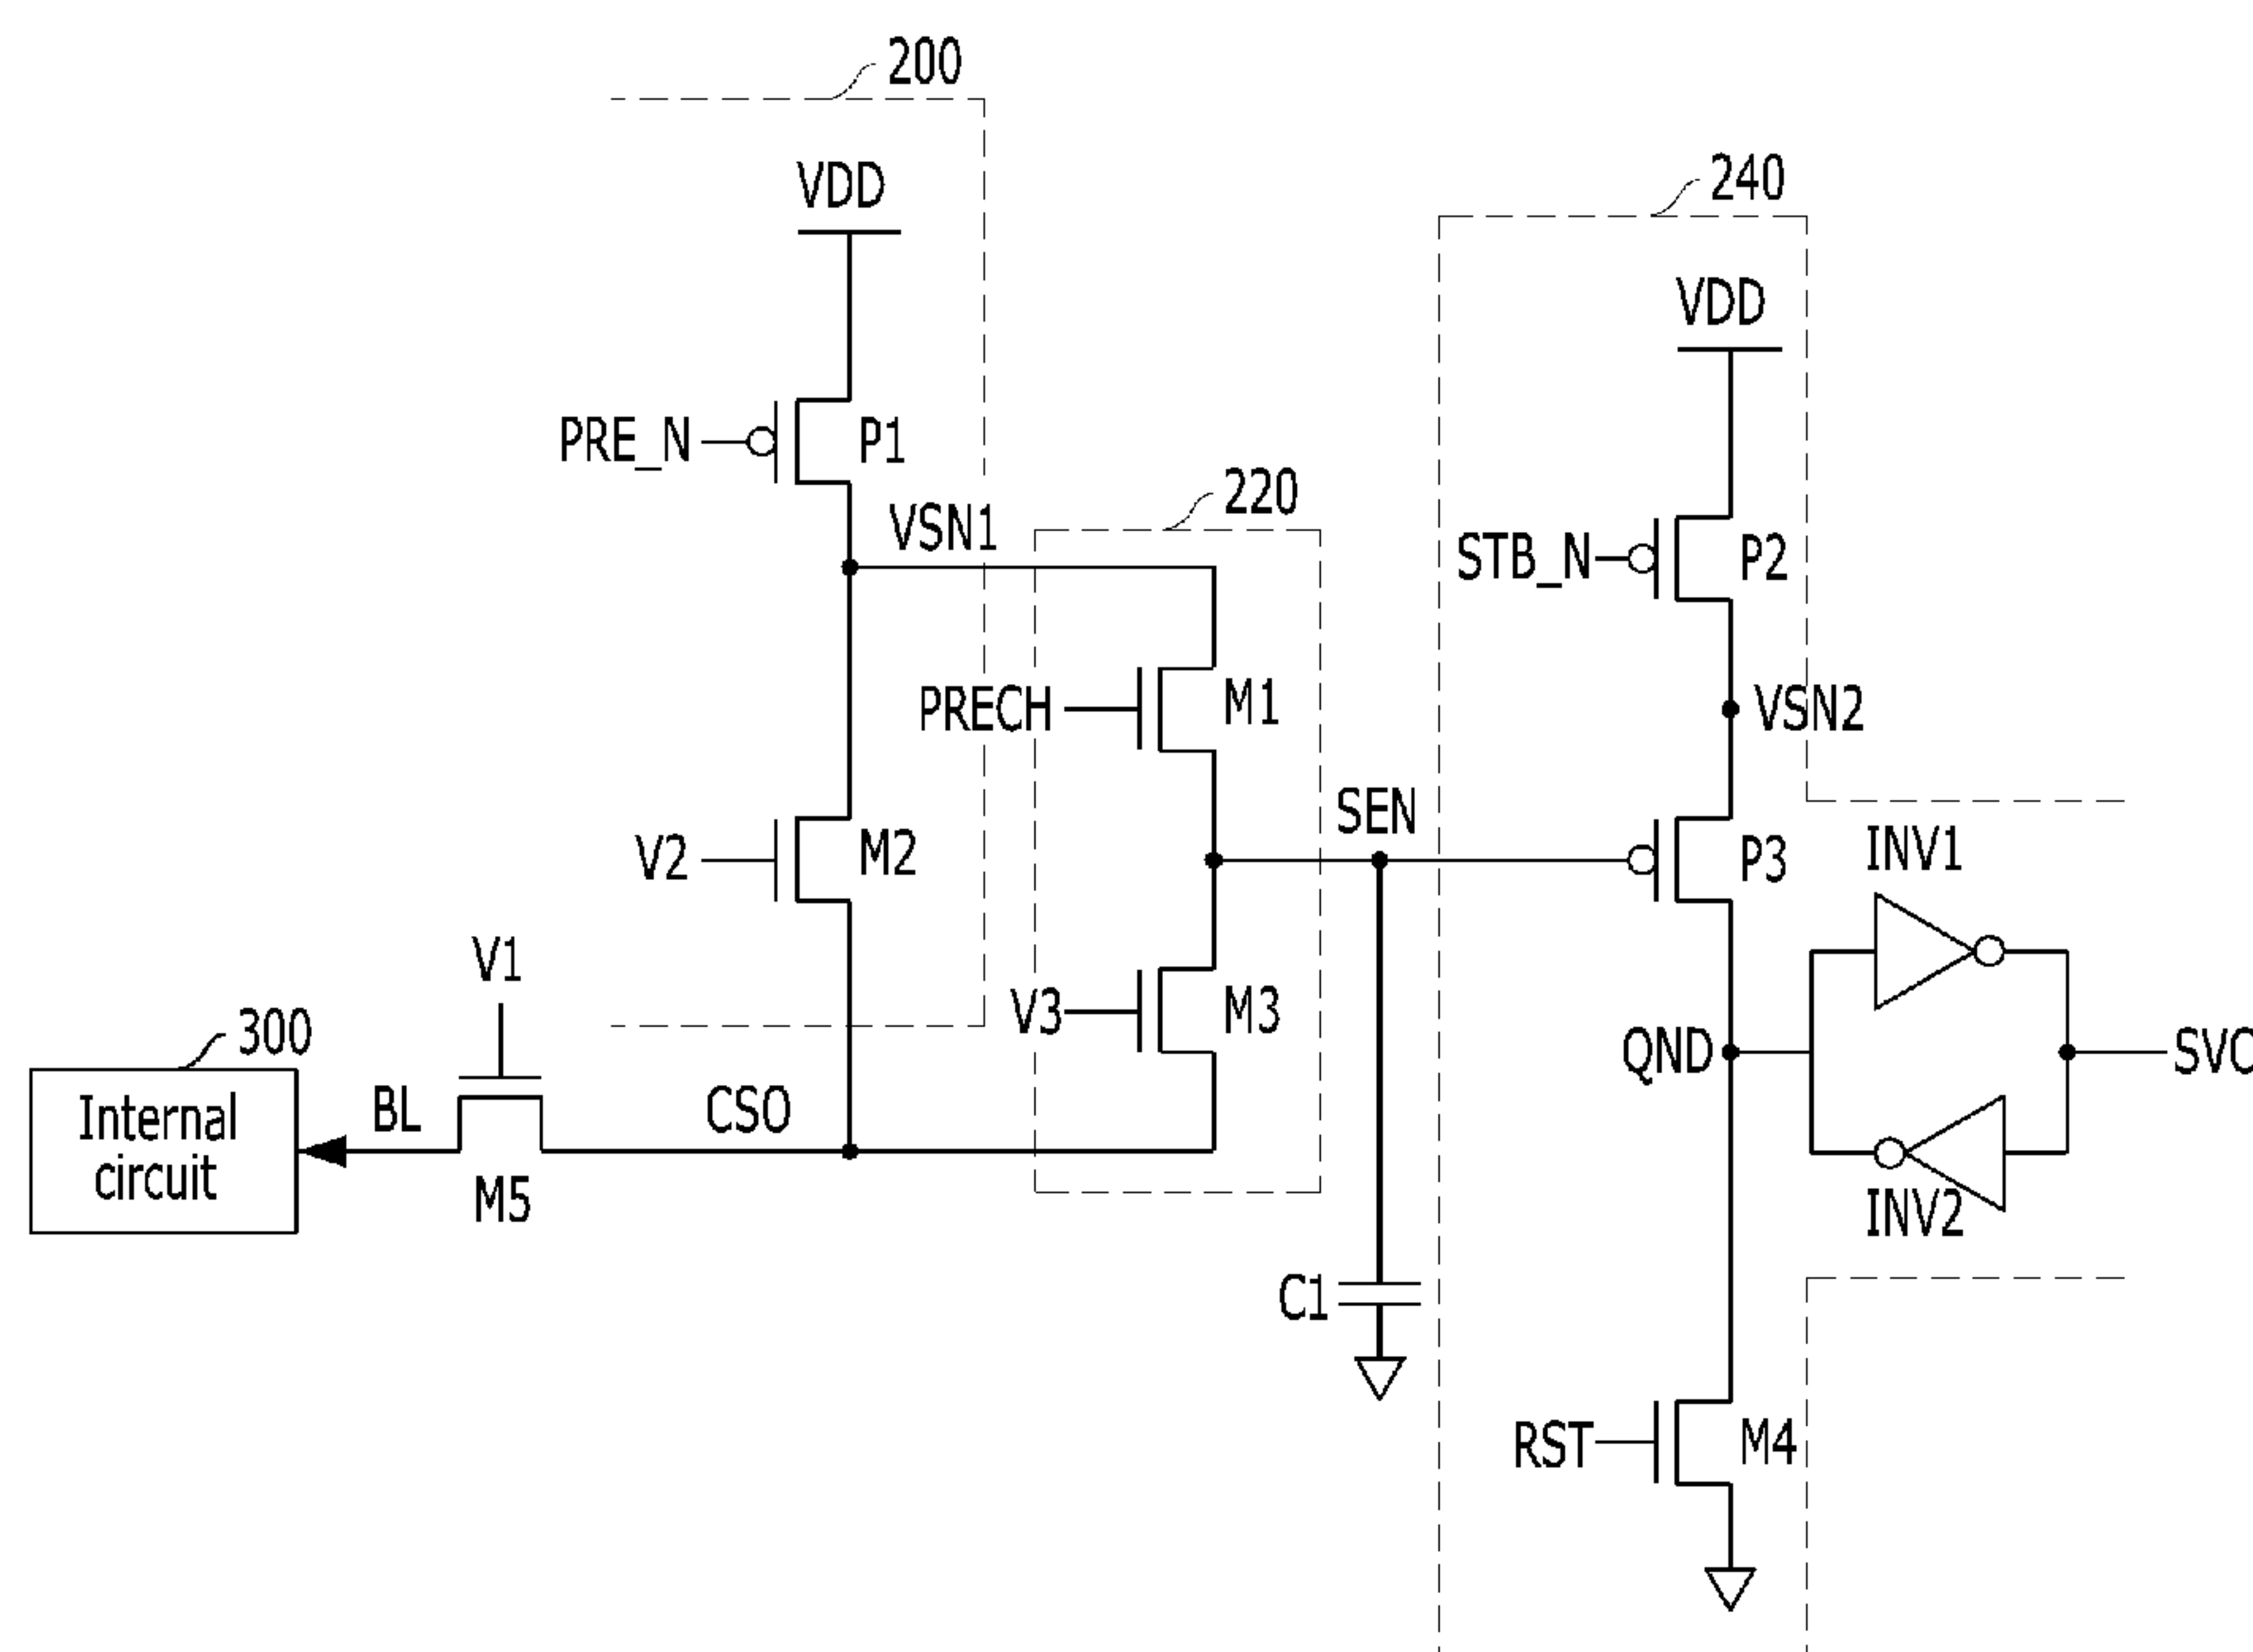 200
VDD
240
VDD
PRE_N
P1
220
VSN1
STB_N
P2
PRECH
M1
VSN2
SEN
V2
M2
P3
INV1
V1
V3
M3
300
Internal
circuit
BL
CSO
QND
M5
INV2
C1
RST
M4